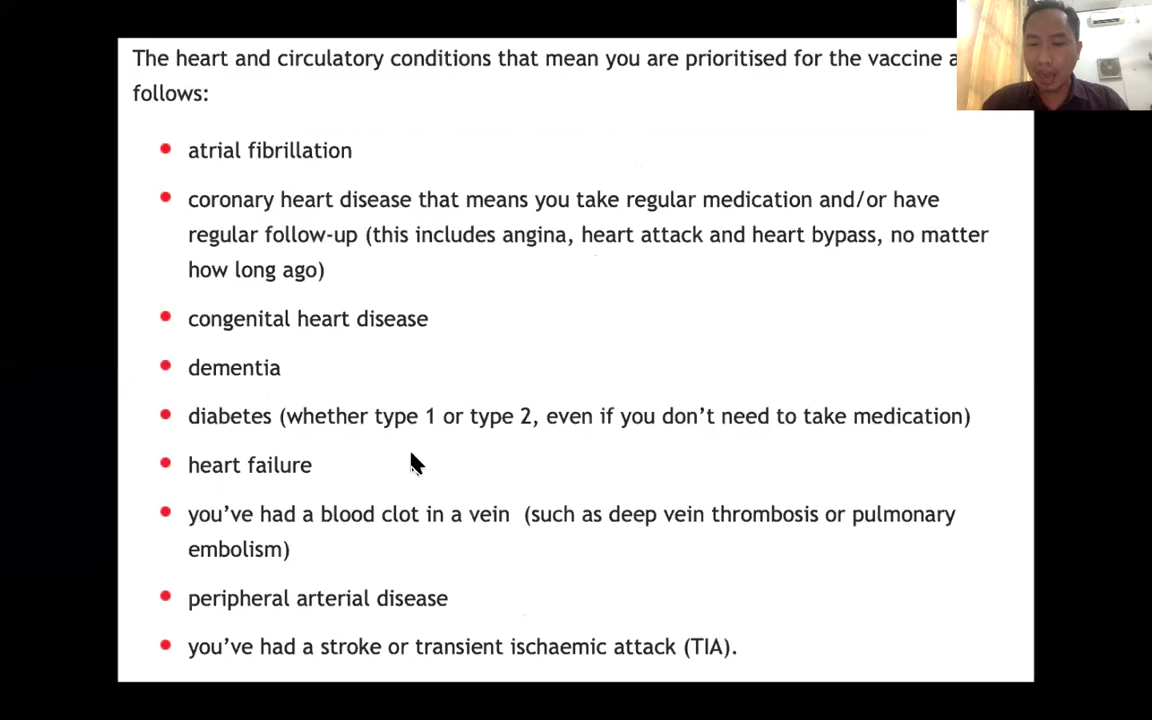 The heart and circulatory conditions that mean you are prioritised for the vaccine a
follows:
atrial fibrillation
coronary heart disease that means you take regular medication and/or have
regular follow-up (this includes angina, heart attack and heart bypass, no matter
how long ago)
congenital heart disease
dementia
diabetes (whether type 1 or type 2, even if you don’t need to take medication)
heart failure
you’ve had a blood clot in a vein  (such as deep vein thrombosis or pulmonary
embolism)
peripheral arterial disease
you’ve had a stroke or transient ischaemic attack (TIA).